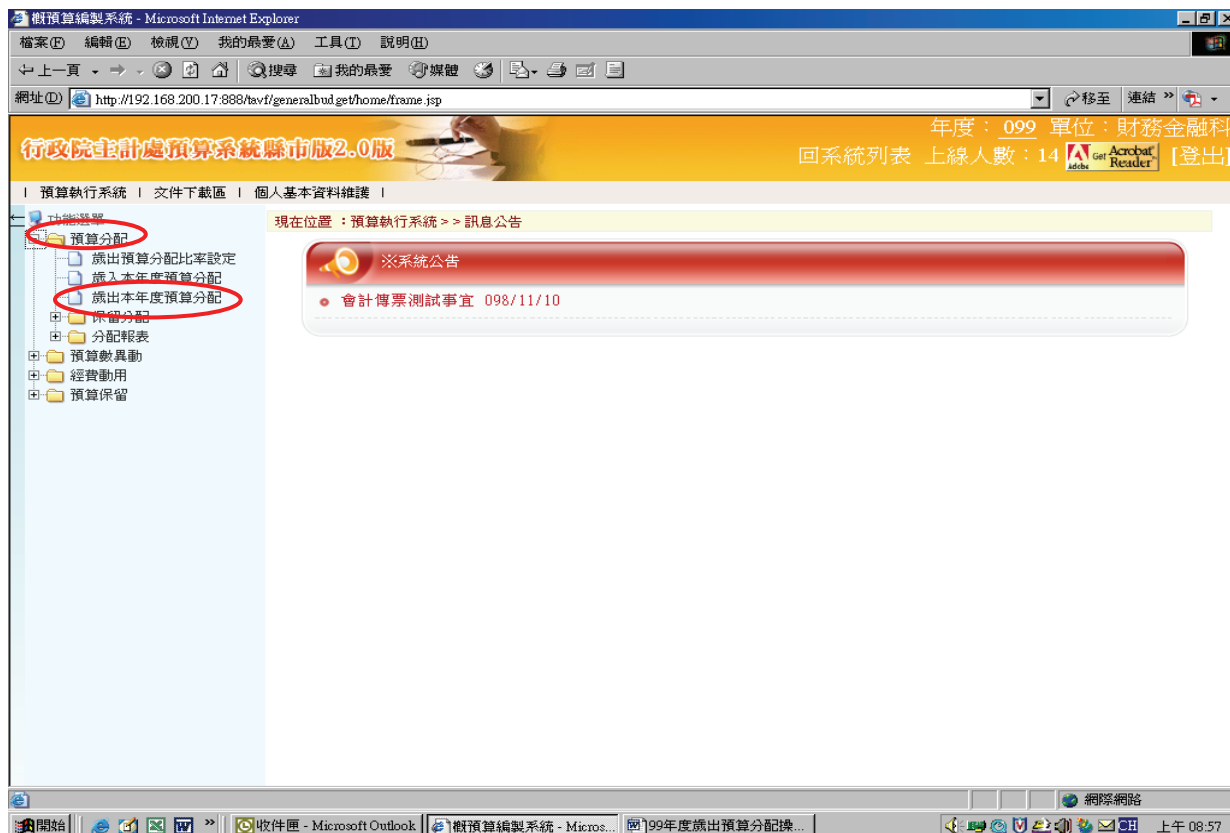 概預算編製系統 - Microsoft Internet Explorer
檔案(F) 編輯(E) 檢視(V) 我的最愛(A) 工具(T) 說明(H)
上一頁 搜尋 我的最愛 媒體
網址(D) http://192.168.200.17:888/tavf/generalbudget/home/frame.jsp 移至 連結 »
行政院主計處預算系統縣市版2.0版
年度：099 單位：財務金融科
回系統列表 上線人數：14 Adobe Get Acrobat Reader [登出]
| 預算執行系統 | 文件下載區 | 個人基本資料維護 |
功能選單
現在位置 ：預算執行系統>>訊息公告
預算分配
歲出預算分配比率設定
歲入本年度預算分配
歲出本年度預算分配
保留分配
分配報表
預算數異動
經費動用
預算保留
※系統公告
會計傳票測試事宜 098/11/10
網際網路
開始 » 收件匣 - Microsoft Outlook 概預算編製系統 - Micros... 99年度歲出預算分配操... CH 上午 08:57